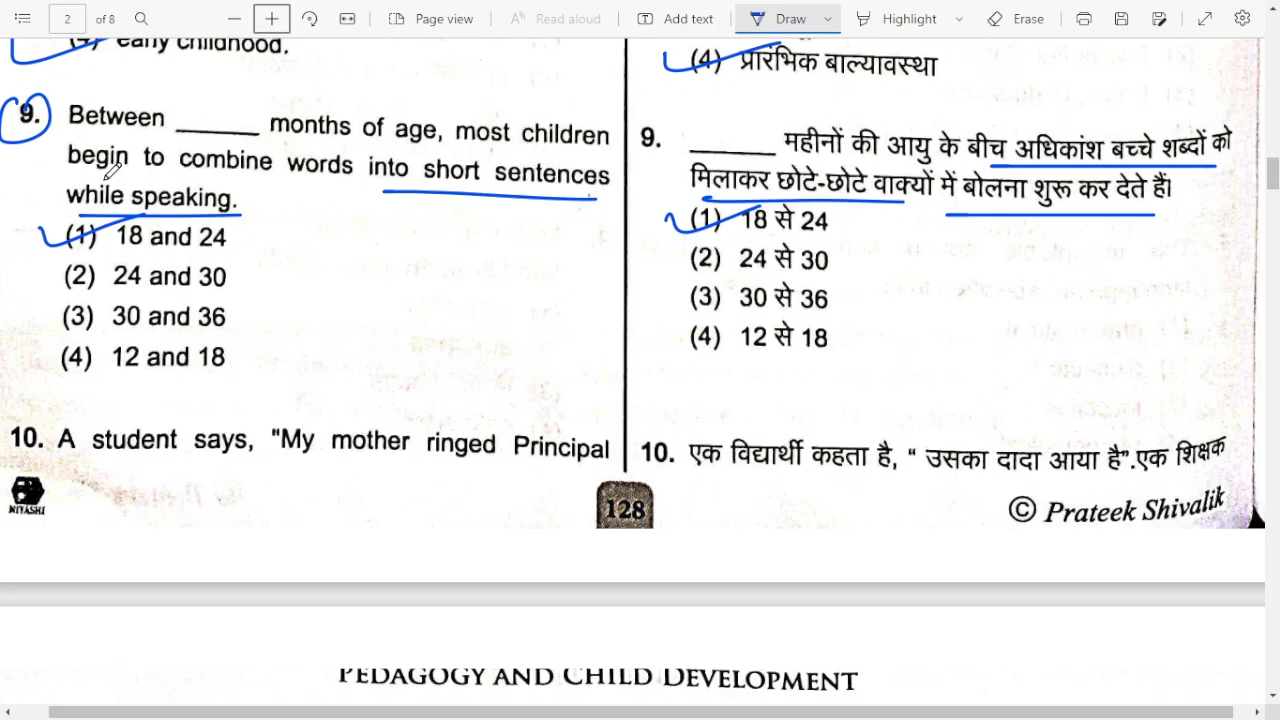 2 of 8
Page view
Read aloud
Add text
Draw
Highlight
Erase
(4) early childhood.
9. Between ______ months of age, most children
begin to combine words into short sentences
while speaking.
(1) 18 and 24
(2) 24 and 30
(3) 30 and 36
(4) 12 and 18
10. A student says, "My mother ringed Principal
MIYASHI
(4) प्रारंभिक बाल्यावस्था
9. ______ महीनों की आयु के बीच अधिकांश बच्चे शब्दों को
मिलाकर छोटे-छोटे वाक्यों में बोलना शुरू कर देते हैं।
(1) 18 से 24
(2) 24 से 30
(3) 30 से 36
(4) 12 से 18
10. एक विद्यार्थी कहता है, “ उसका दादा आया है”.एक शिक्षक
128
© Prateek Shivalik
PEDAGOGY AND CHILD DEVELOPMENT